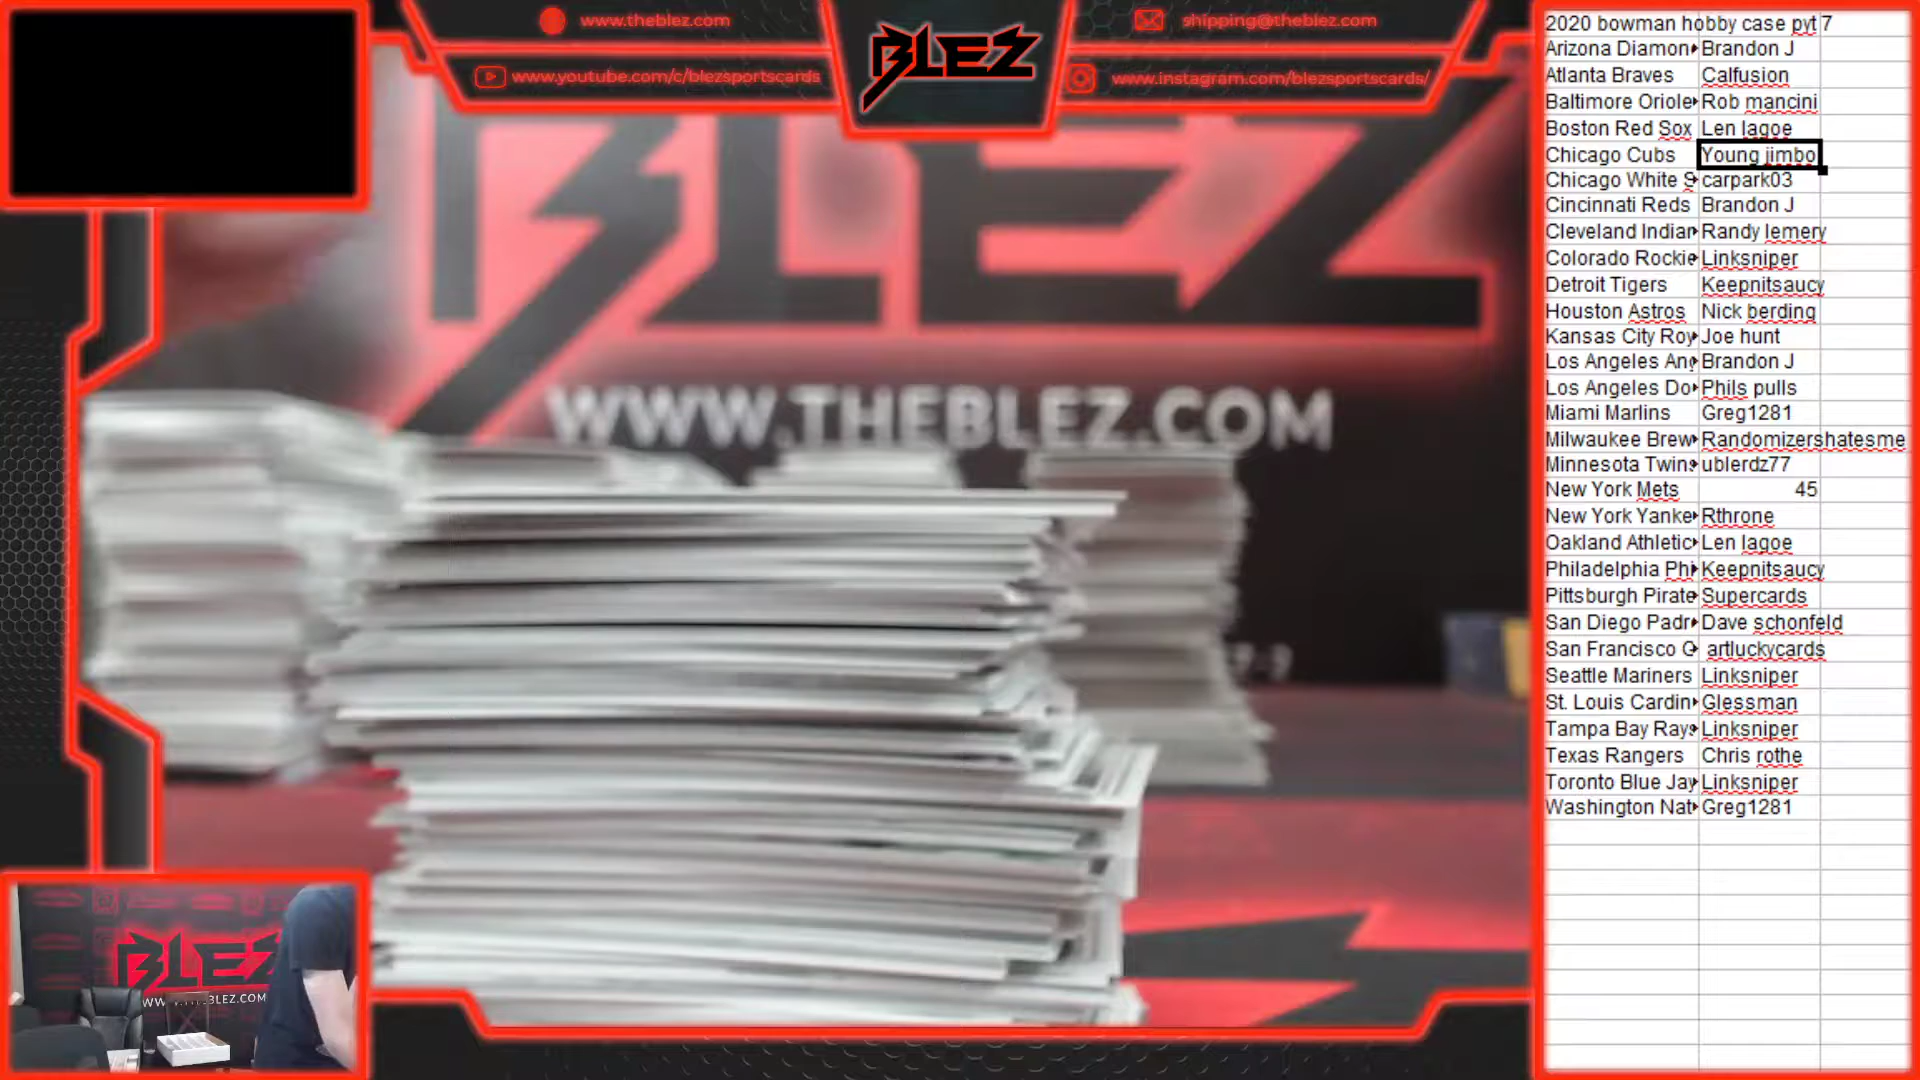 www.theblez.com
www.youtube.com/c/blezsportscards
BLEZ
shipping@theblez.com
www.instagram.com/blezsportscards/
BLEZ
WWW.THEBLEZ.COM
BLEZ
WWW.THEBLEZ.COM
2020 bowman hobby case pyt 7
Arizona Diamon Brandon J
Atlanta Braves Calfusion
Baltimore Oriole Rob mancini
Boston Red Sox Len lagoe
Chicago Cubs Young jimbo
Chicago White S carpark03
Cincinnati Reds Brandon J
Cleveland Indian Randy lemery
Colorado Rockie Linksniper
Detroit Tigers Keepnitsaucy
Houston Astros Nick berding
Kansas City Roy Joe hunt
Los Angeles Ang Brandon J
Los Angeles Do Phils pulls
Miami Marlins Greg1281
Milwaukee Brew Randomizershatesme
Minnesota Twins ublerdz77
New York Mets 45
New York Yanke Rthrone
Oakland Athletic Len lagoe
Philadelphia Phi Keepnitsaucy
Pittsburgh Pirate Supercards
San Diego Padr Dave schonfeld
San Francisco G artluckycards
Seattle Mariners Linksniper
St. Louis Cardin Glessman
Tampa Bay Rays Linksniper
Texas Rangers Chris rothe
Toronto Blue Jay Linksniper
Washington Nat Greg1281